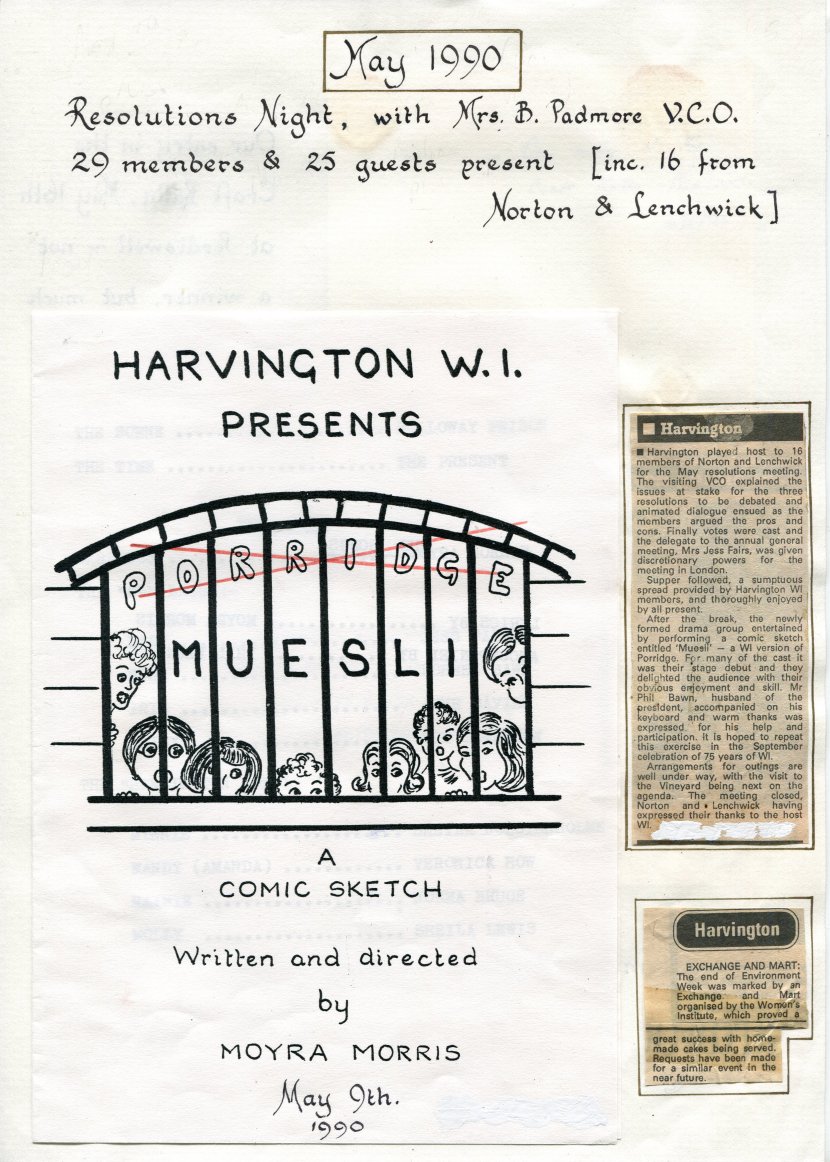 May 1990
Resolutions Night, with Mrs. B. Padmore V.C.O.
29 members & 25 guests present [inc. 16 from
Norton & Lenchwick]
HARVINGTON W.I.
PRESENTS
PORRIDGE
MUESLI
A
COMIC SKETCH
Written and directed
by
MOYRA MORRIS
May 9th.
1990
Harvington
Harvington played host to 16
members of Norton and Lenchwick
for the May resolutions meeting.
The visiting VCO explained the
issues at stake for the three
resolutions to be debated and
animated dialogue ensued as the
members argued the pros and
cons. Finally votes were cast and
the delegate to the annual general
meeting, Mrs Jess Fairs, was given
discretionary powers for the
meeting in London.
Supper followed, a sumptuous
spread provided by Harvington WI
members, and thoroughly enjoyed
by all present.
After the break, the newly
formed drama group entertained
by performing a comic sketch
entitled 'Muesli' — a WI version of
Porridge. For many of the cast it
was their stage debut and they
delighted the audience with their
obvious enjoyment and skill. Mr
Phil Bawn, husband of the
president, accompanied on his
keyboard and warm thanks was
expressed for his help and
participation. It is hoped to repeat
this exercise in the September
celebration of 75 years of WI.
Arrangements for outings are
well under way, with the visit to
the Vineyard being next on the
agenda. The meeting closed,
Norton and Lenchwick having
expressed their thanks to the host
WI.
Harvington
EXCHANGE AND MART:
The end of Environment
Week was marked by an
Exchange and Mart
organised by the Women's
Institute, which proved a
great success with home-
made cakes being served.
Requests have been made
for a similar event in the
near future.